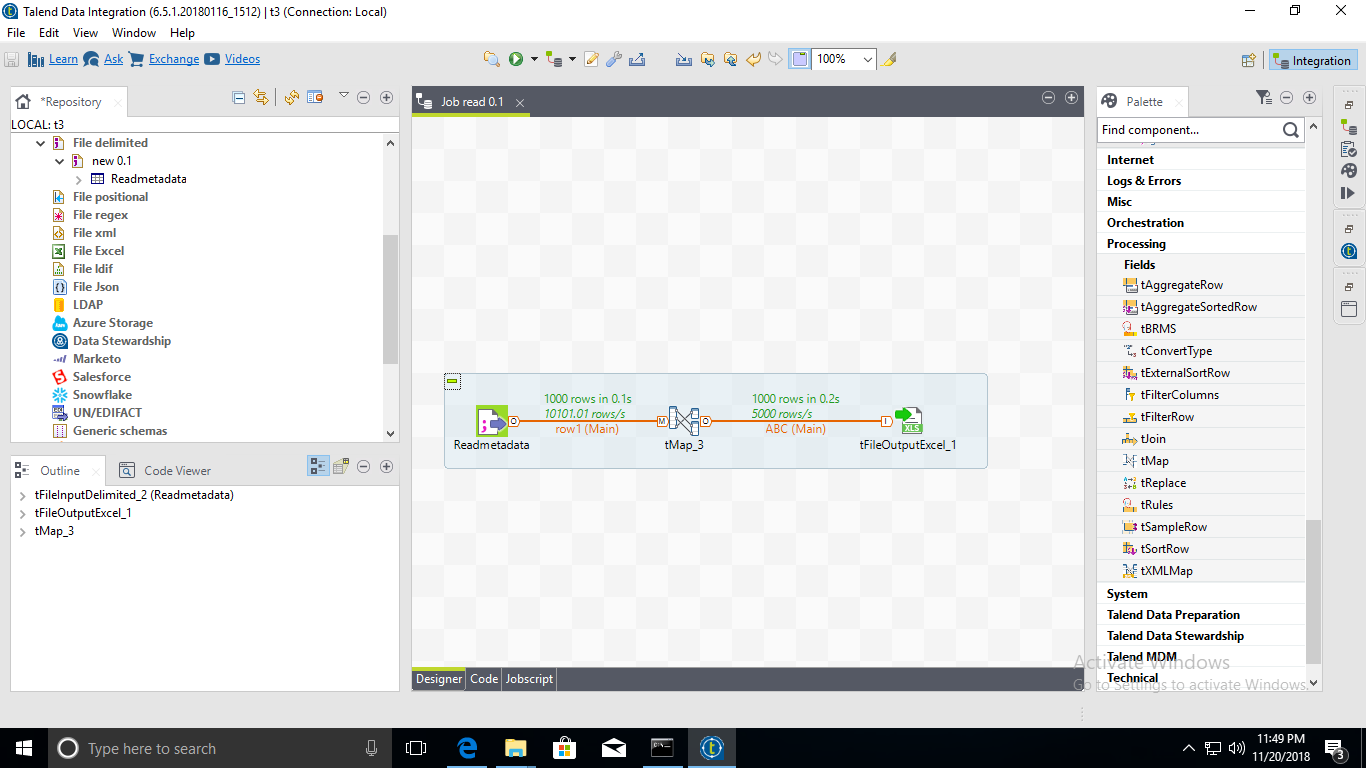 Talend Data Integration (6.5.1.20180116_1512) | t3 (Connection: Local)
File Edit View Window Help
Learn Ask Exchange Videos
100%
Integration
*Repository
LOCAL: t3
File delimited
new 0.1
Readmetadata
File positional
File regex
File xml
File Excel
File ldif
File Json
LDAP
Azure Storage
Data Stewardship
Marketo
Salesforce
Snowflake
UN/EDIFACT
Generic schemas
Outline
Code Viewer
tFileInputDelimited_2 (Readmetadata)
tFileOutputExcel_1
tMap_3
Job read 0.1
1000 rows in 0.1s
10101.01 rows/s
row1 (Main)
1000 rows in 0.2s
5000 rows/s
ABC (Main)
O
M
O
I
XLS
Readmetadata
tMap_3
tFileOutputExcel_1
Designer
Code
Jobscript
Palette
Find component...
Internet
Logs & Errors
Misc
Orchestration
Processing
Fields
tAggregateRow
tAggregateSortedRow
tBRMS
tConvertType
tExternalSortRow
tFilterColumns
tFilterRow
tJoin
tMap
tReplace
tRules
tSampleRow
tSortRow
tXMLMap
System
Talend Data Preparation
Talend Data Stewardship
Talend MDM
Technical
Activate Windows
Go to Settings to activate Windows.
Type here to search
11:49 PM
11/20/2018
3